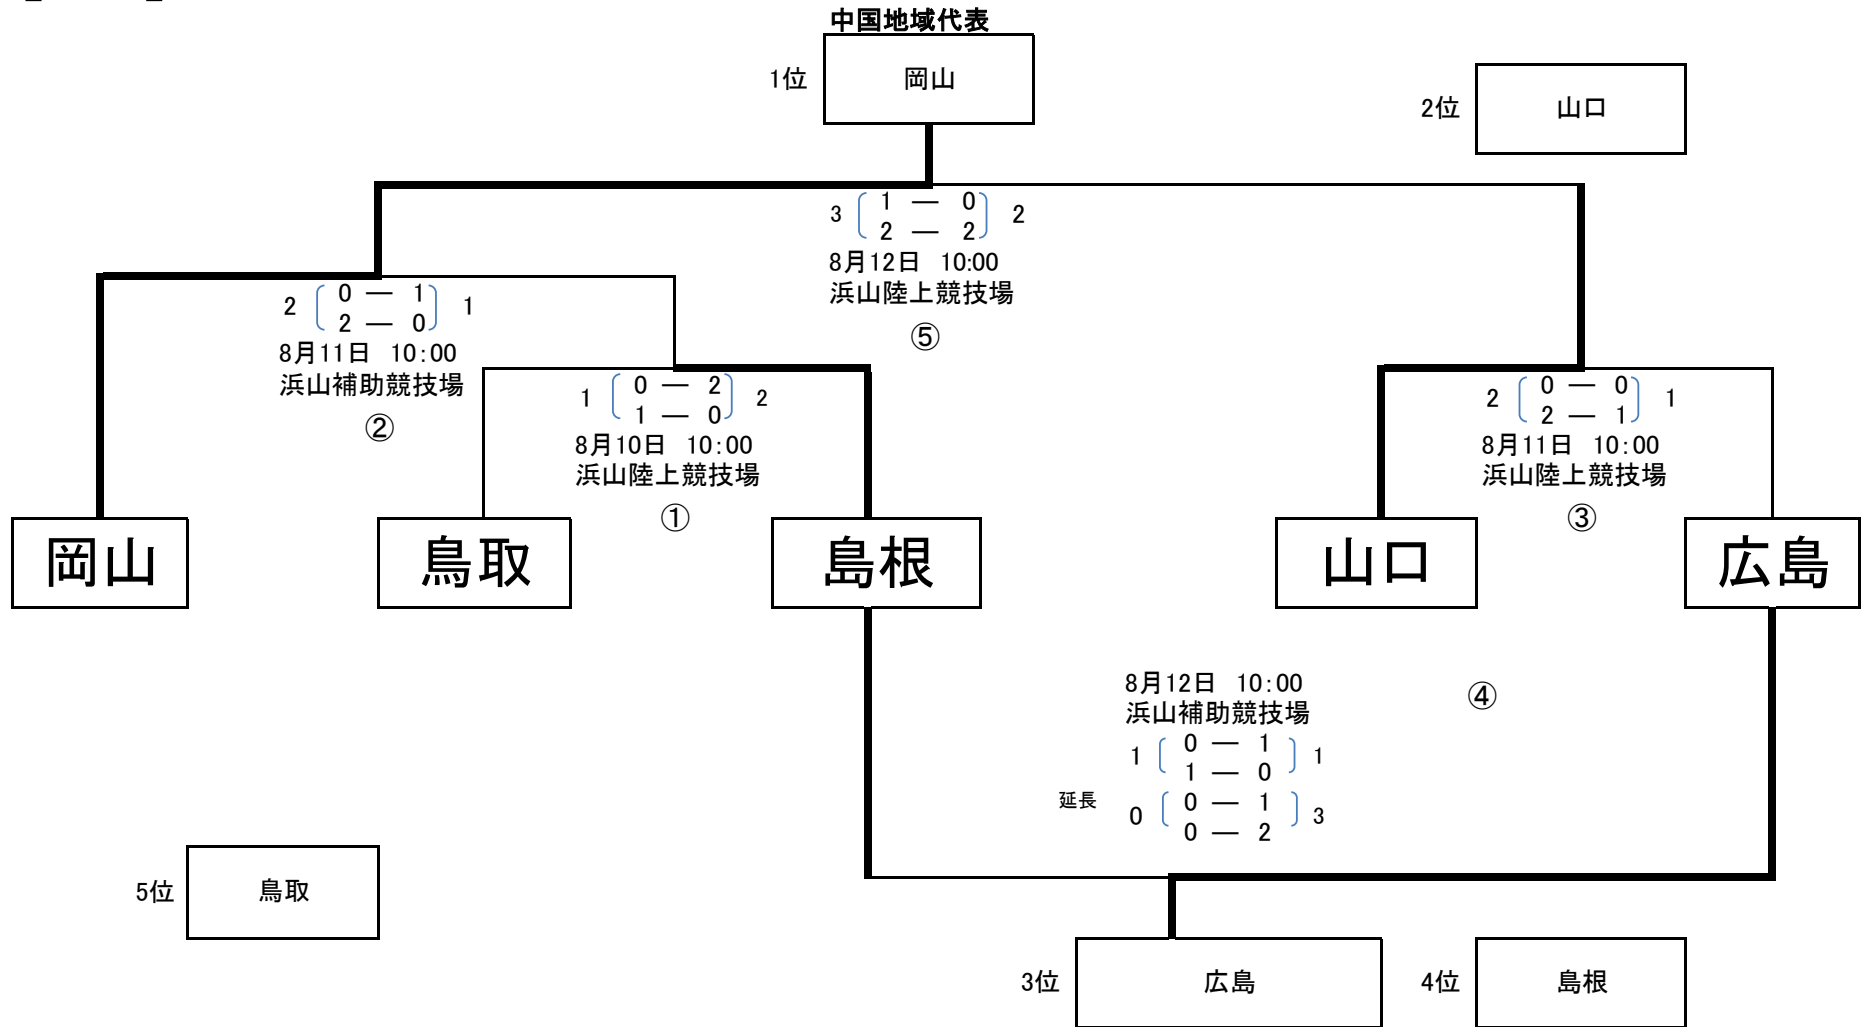 中国地域代表
1位 岡山
2位 山口
3 1 — 0 2
2 — 2
8月12日 10:00
浜山陸上競技場
⑤
2 0 — 1 1
2 — 0
8月11日 10:00
浜山補助競技場
②
1 0 — 2 2
1 — 0
8月10日 10:00
浜山陸上競技場
①
2 0 — 0 1
2 — 1
8月11日 10:00
浜山陸上競技場
③
岡山 鳥取 島根 山口 広島
8月12日 10:00
浜山補助競技場
④
1 0 — 1 1
1 — 0
延長 0 0 — 1 3
0 — 2
5位 鳥取
3位 広島
4位 島根